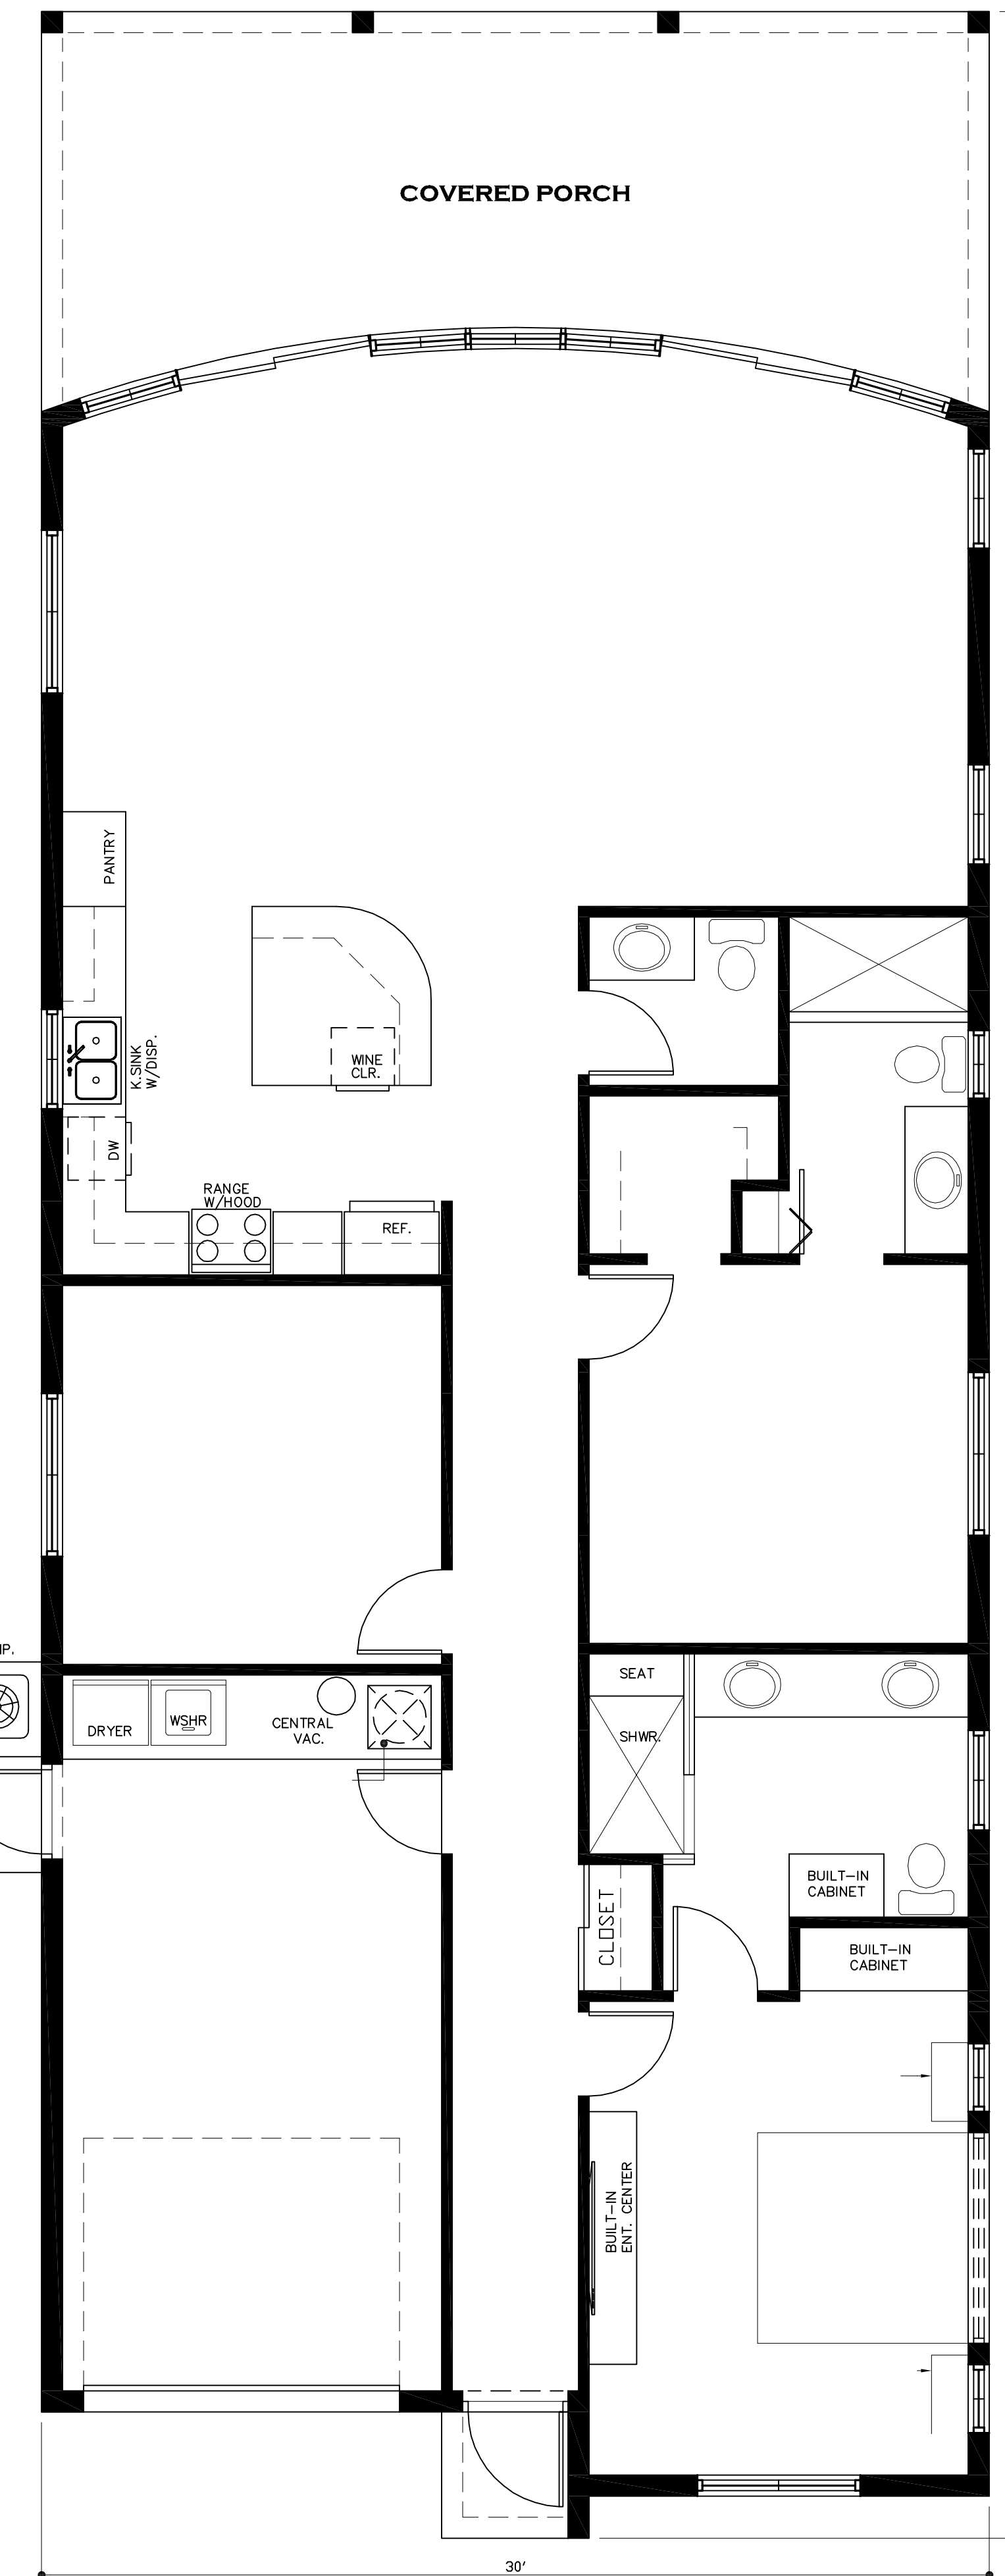 COVERED PORCH
PANTRY
K.SINK
W/DISP.
WINE
CLR.
DW
RANGE
W/HOOD
REF.
SEAT
SHWR.
DRYER
WSHR
CENTRAL
VAC.
BUILT-IN
CABINET
CLOSET
BUILT-IN
CABINET
BUILT-IN
ENT. CENTER
30'